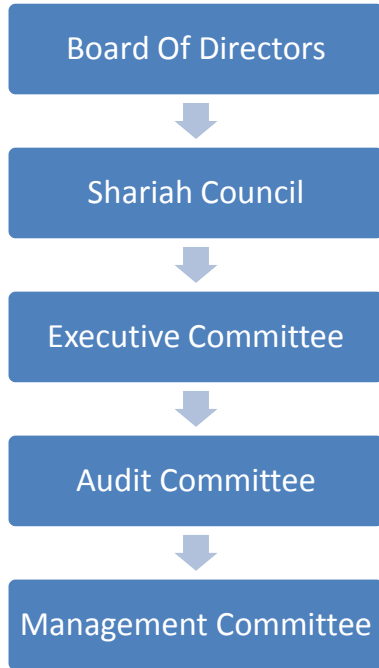 Board Of Directors
Shariah Council
Executive Committee
Audit Committee
Management Committee